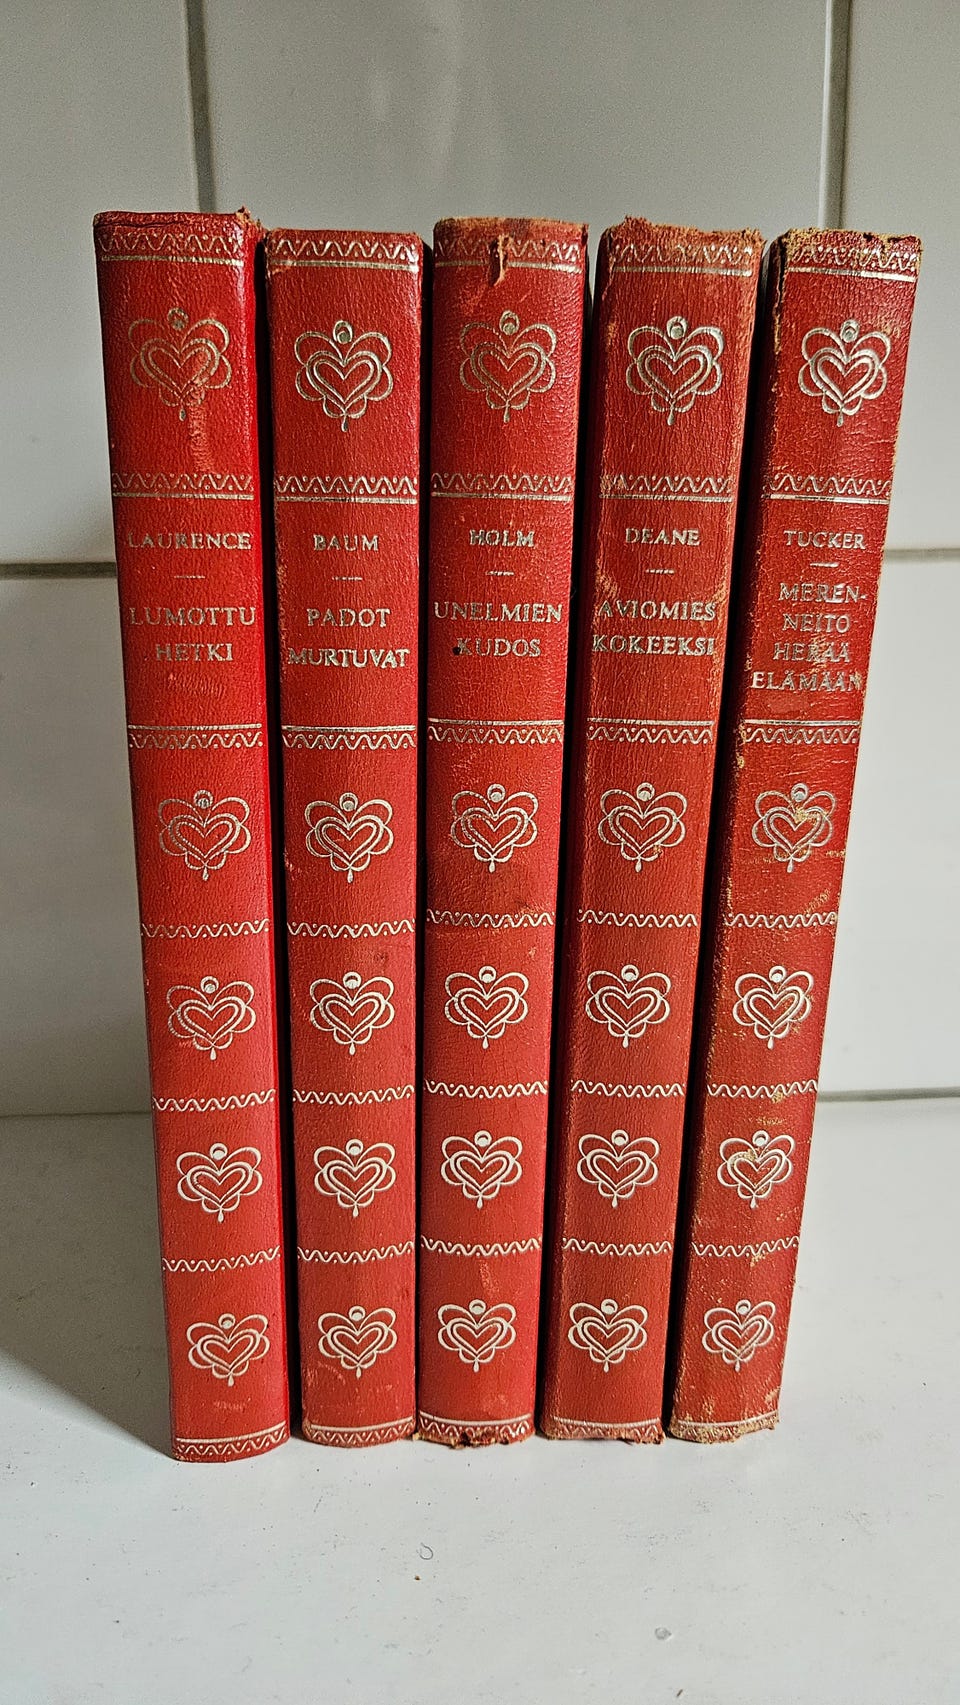 LAURENCE
LUMOTTU
HETKI
BAUM
PADOT
MURTUVAT
HOLM
UNELMIEN
KUDOS
DEANE
AVIOMIES
KOKEEKSI
TUCKER
MEREN-
NEITO
HERÄÄ
ELÄMÄÄN